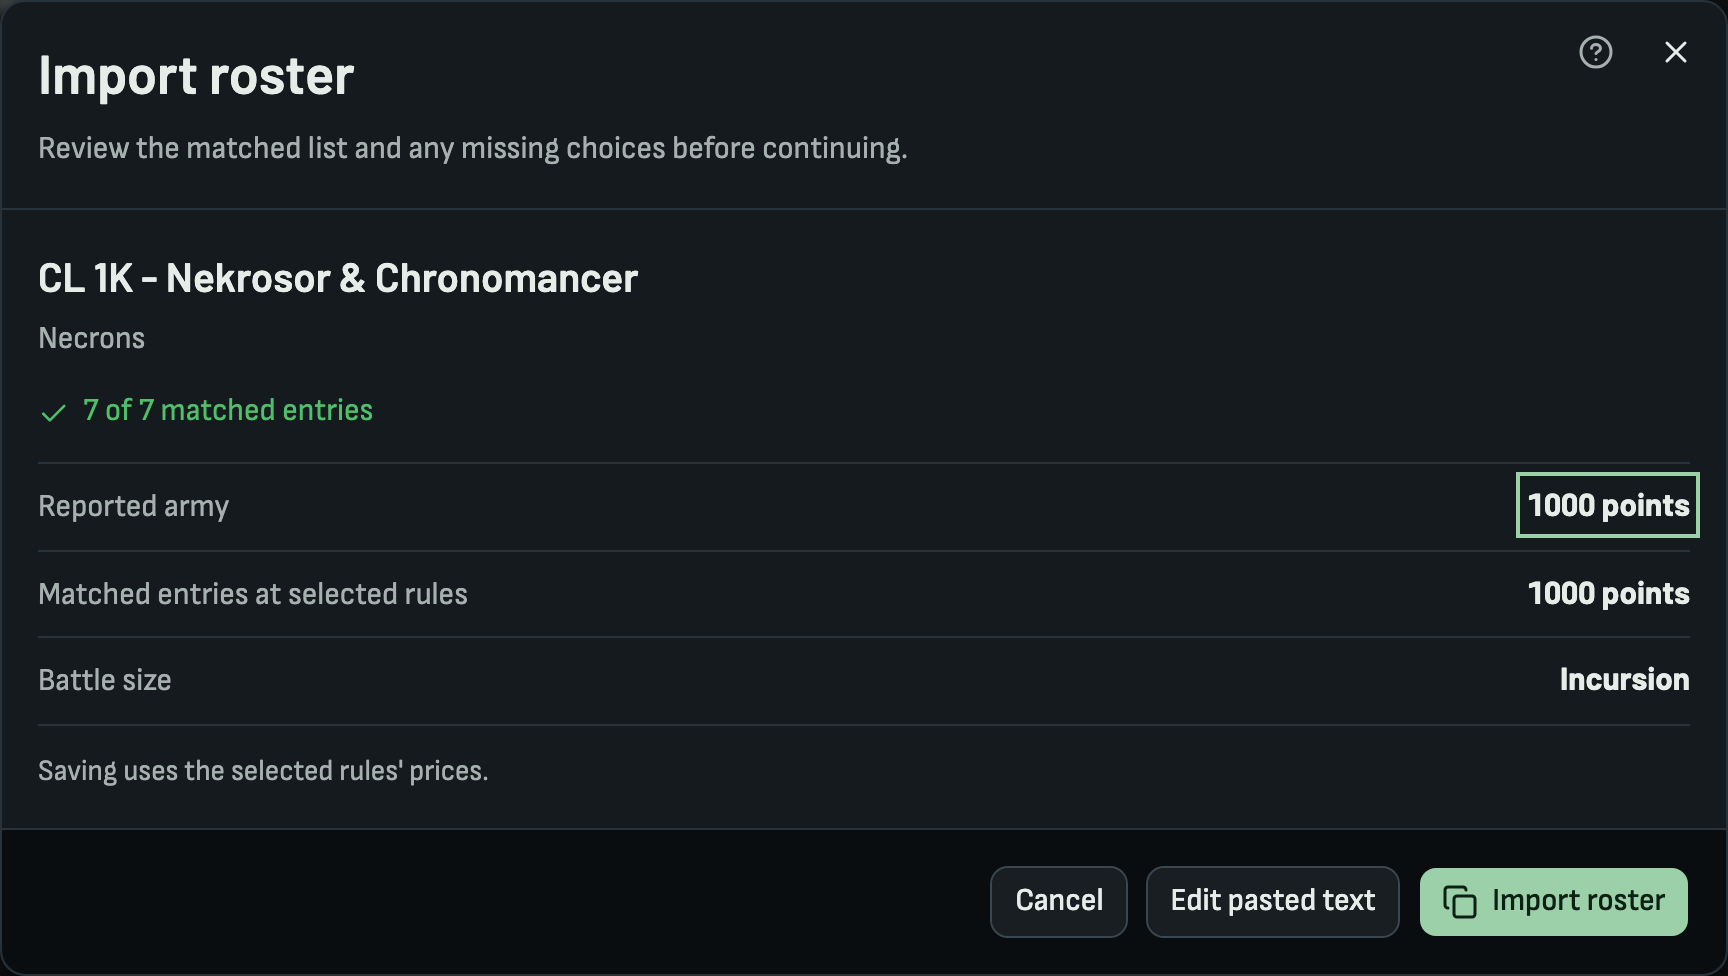 Import roster
Review the matched list and any missing choices before continuing.
CL 1K - Nekrosor & Chronomancer
Necrons
7 of 7 matched entries
Reported army 1000 points
Matched entries at selected rules 1000 points
Battle size Incursion
Saving uses the selected rules' prices.
Cancel Edit pasted text Import roster